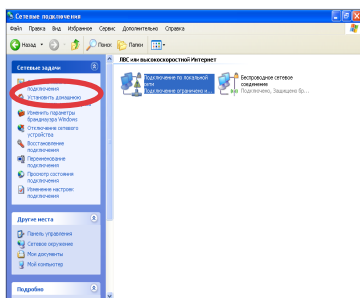 Сетевые подключения
Файл Правка Вид Избранное Сервис Дополнительно Справка
Назад Поиск Папки
Сетевые задачи
подключения
Установить домашнюю
Изменить параметры
брандмауэра Windows
Отключение сетевого
устройства
Восстановление
подключения
Переименование
подключения
Просмотр состояния
подключения
Изменение настроек
подключения
Другие места
Панель управления
Сетевое окружение
Мои документы
Мой компьютер
Подробно
ЛВС или высокоскоростной Интернет
Подключение по локальной
сети
Подключение ограничено и...
Беспроводное сетевое
соединение
Подключено, Защищено бр...